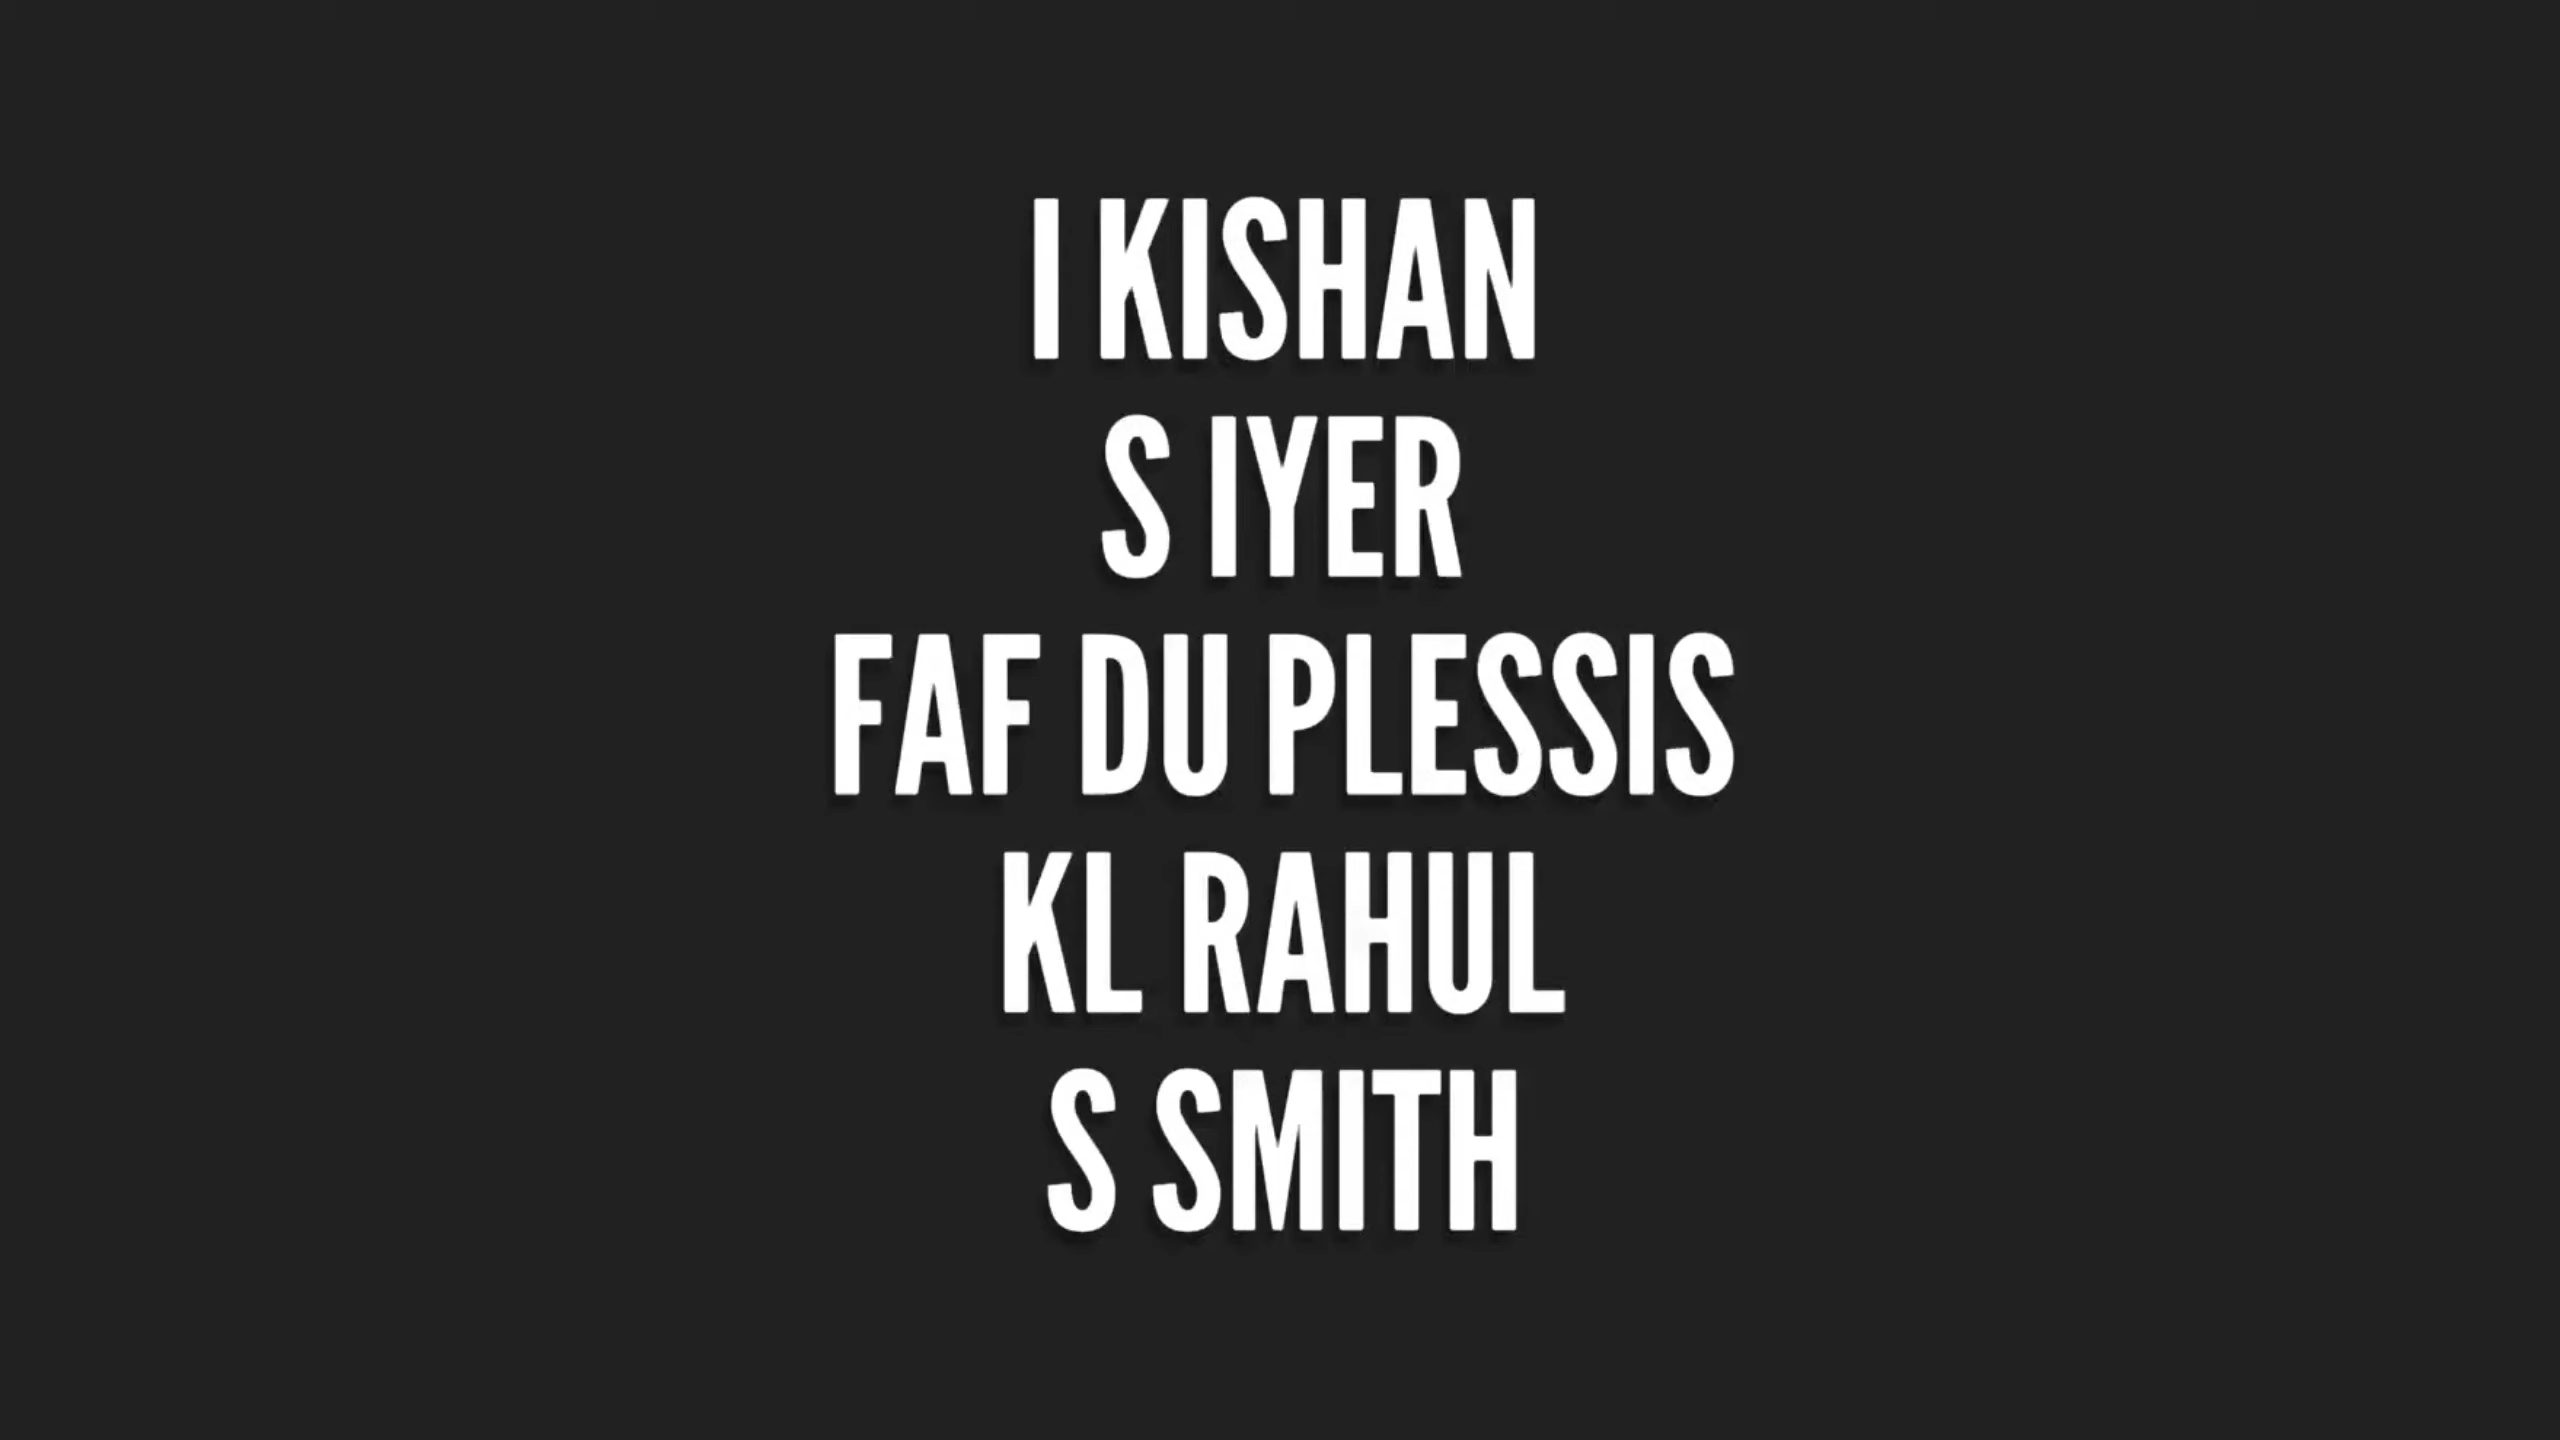 I KISHAN
S IYER
FAF DU PLESSIS
KL RAHUL
S SMITH